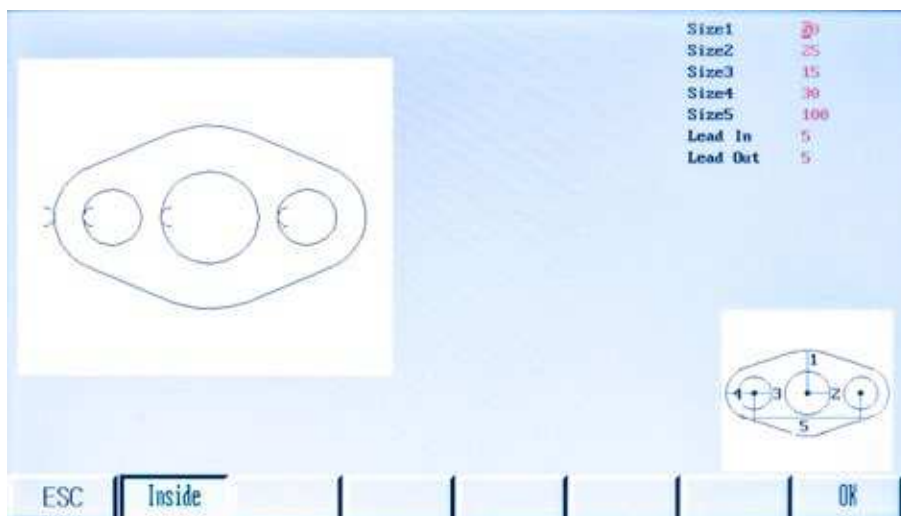 Size1
Size2 25
Size3 15
Size4 30
Size5 100
Lead In 5
Lead Out 5
1
4 3 2
5
ESC Inside OK